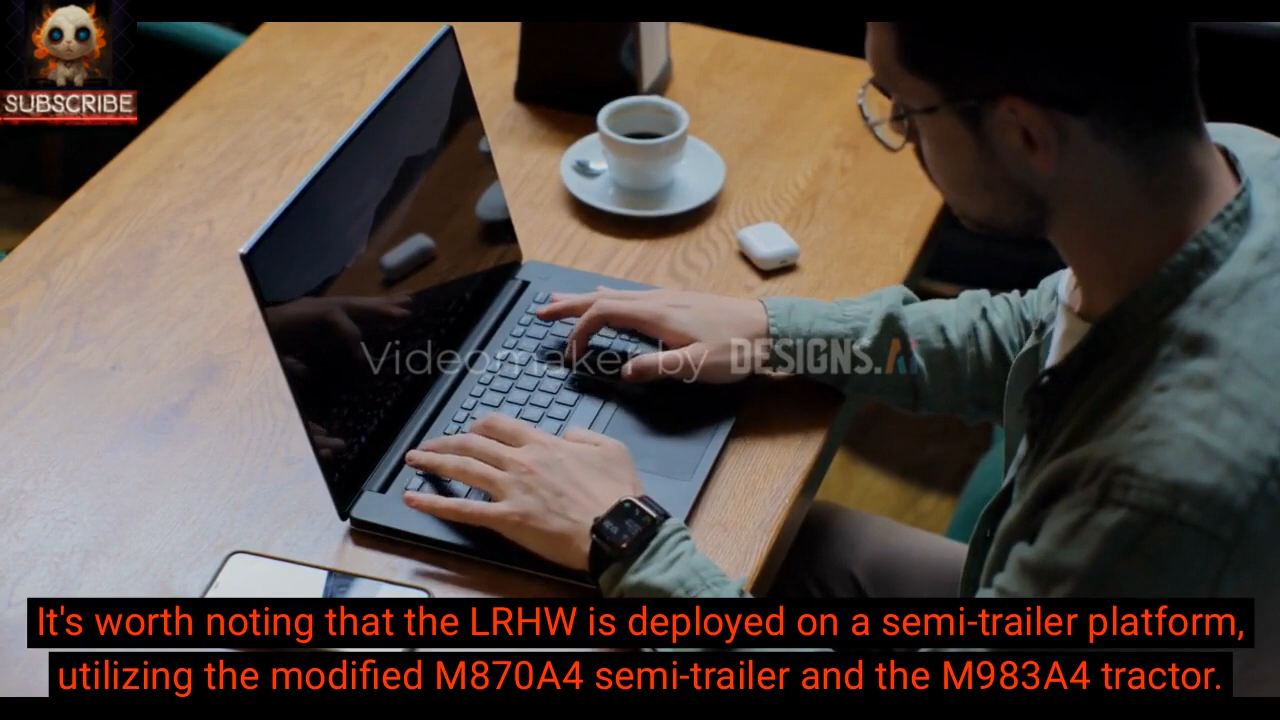 SUBSCRIBE
Videomaker by DESIGNS.AI
It's worth noting that the LRHW is deployed on a semi-trailer platform,
utilizing the modified M870A4 semi-trailer and the M983A4 tractor.